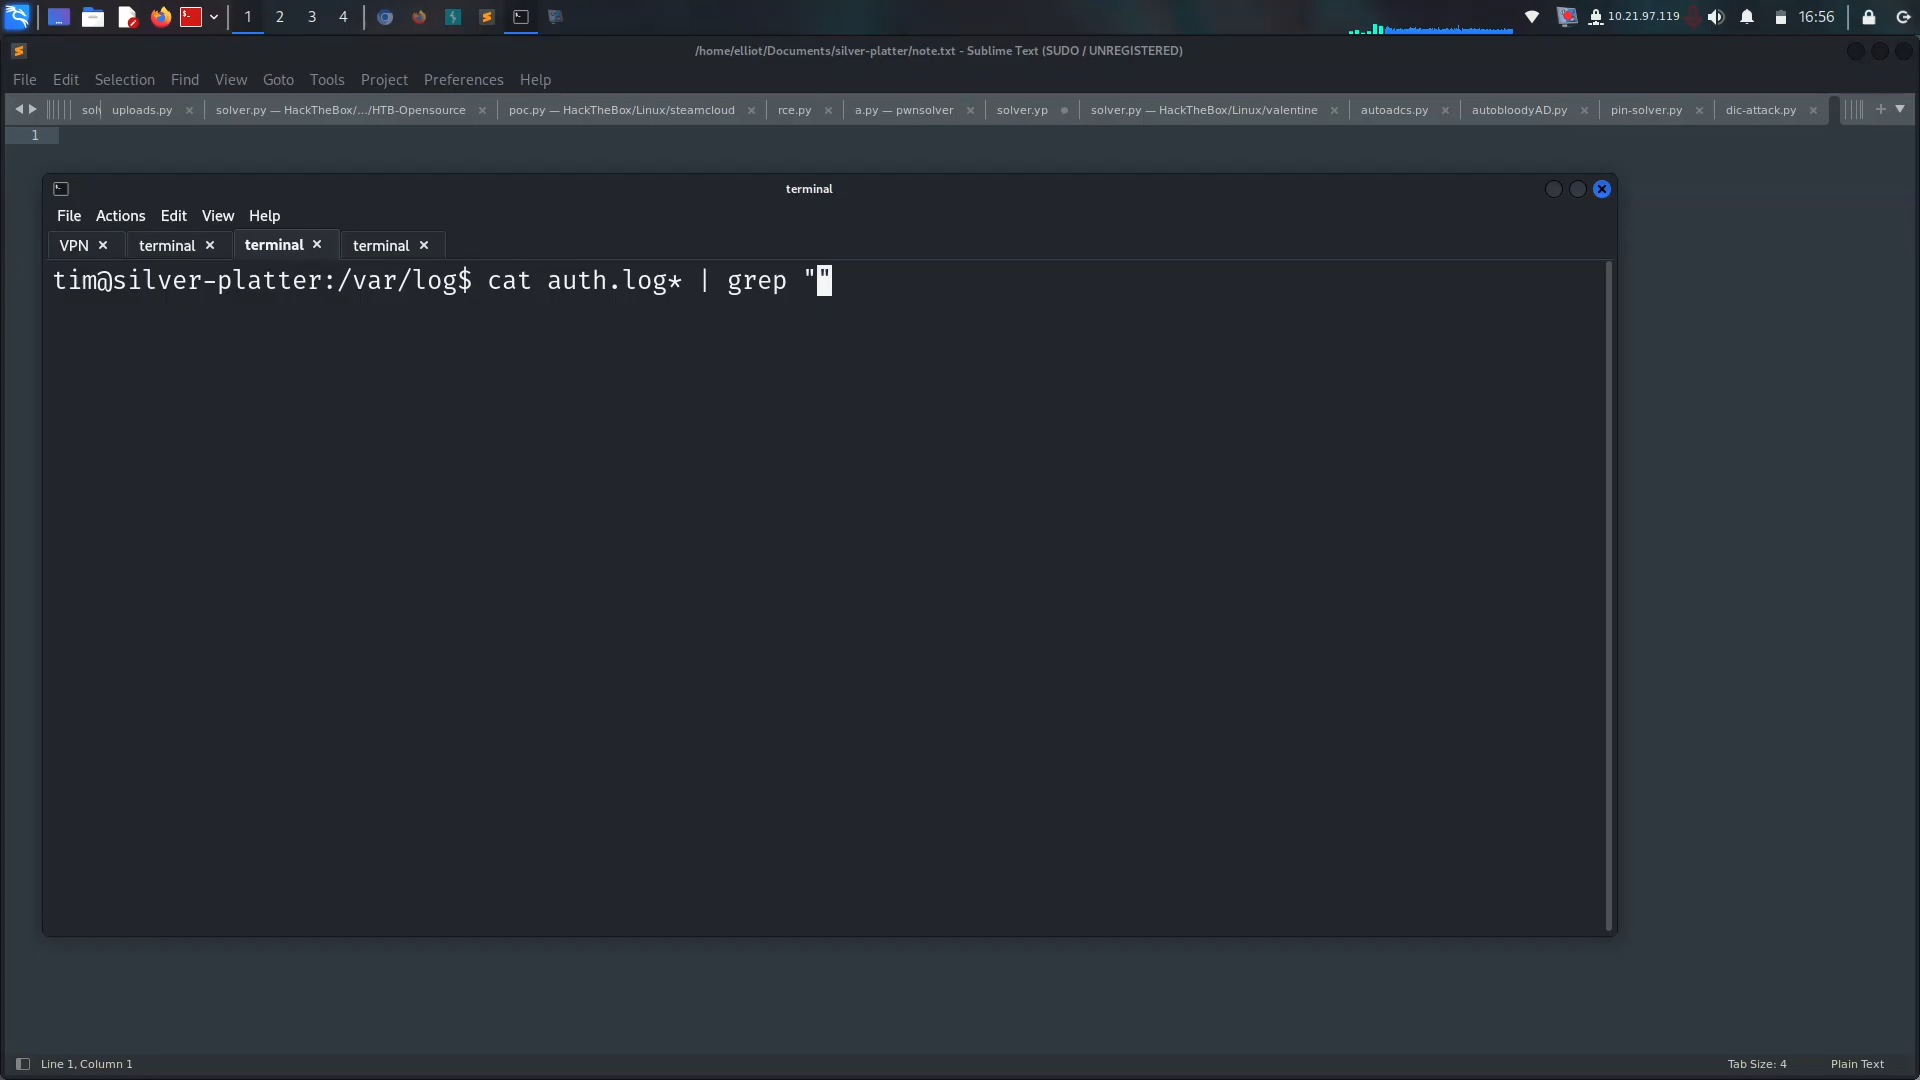 1 2 3 4 10.21.97.119 16:56
/home/elliot/Documents/silver-platter/note.txt - Sublime Text (SUDO / UNREGISTERED)
File Edit Selection Find View Goto Tools Project Preferences Help
uploads.py solver.py — HackTheBox/.../HTB-Opensource poc.py — HackTheBox/Linux/steamcloud rce.py a.py — pwnsolver solver.yp solver.py — HackTheBox/Linux/valentine autoadcs.py autobloodyAD.py pin-solver.py dic-attack.py
1
terminal
File Actions Edit View Help
VPN terminal terminal terminal
tim@silver-platter:/var/log$ cat auth.log* | grep ""
Line 1, Column 1 Tab Size: 4 Plain Text